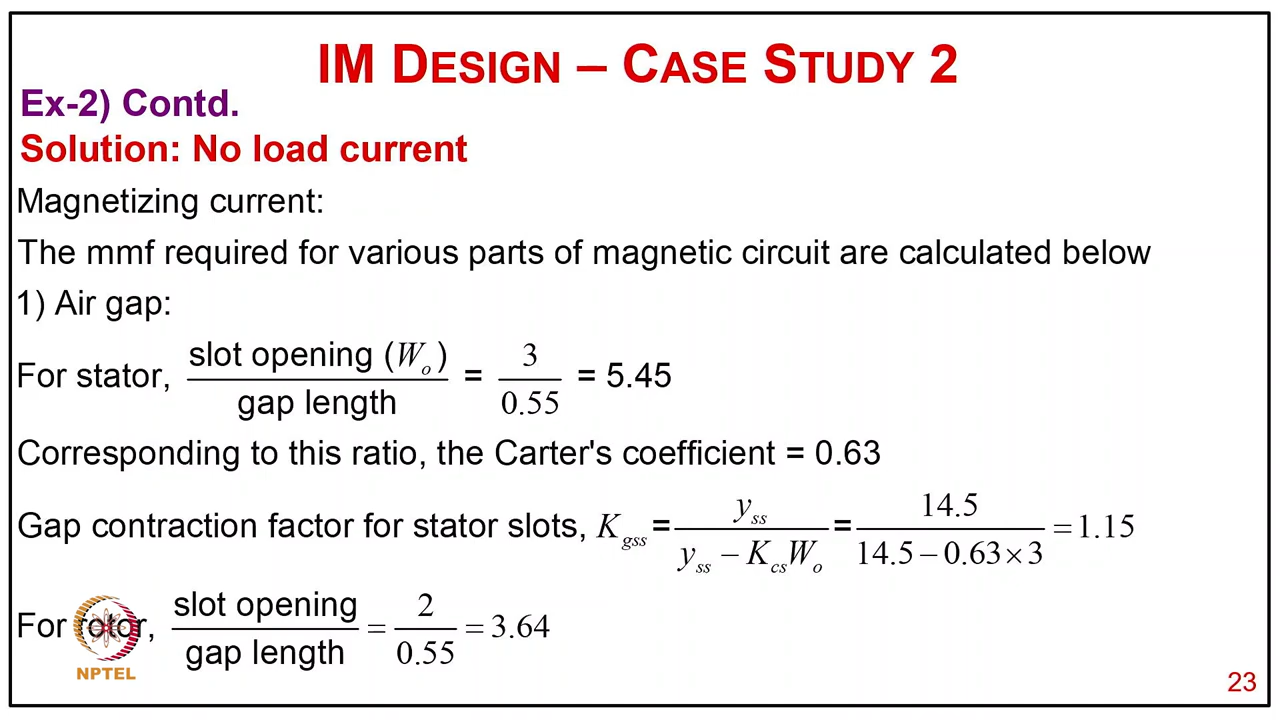 IM DESIGN – CASE STUDY 2
Ex-2) Contd.
Solution: No load current
Magnetizing current:
The mmf required for various parts of magnetic circuit are calculated below
1) Air gap:
For stator, slot opening (W_o) / gap length = 3 / 0.55 = 5.45
Corresponding to this ratio, the Carter's coefficient = 0.63
Gap contraction factor for stator slots, K_gss = y_ss / (y_ss − K_cs W_o) = 14.5 / (14.5 − 0.63 × 3) = 1.15
For rotor, slot opening / gap length = 2 / 0.55 = 3.64
NPTEL
23